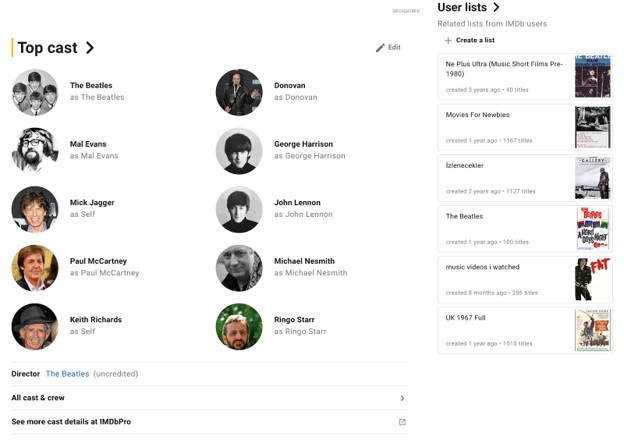 SPONSORED
Top cast
Edit
The Beatles
as The Beatles
Donovan
as Donovan
Mal Evans
as Mal Evans
George Harrison
as George Harrison
Mick Jagger
as Self
John Lennon
as John Lennon
Paul McCartney
as Paul McCartney
Michael Nesmith
as Michael Nesmith
Keith Richards
as Self
Ringo Starr
as Ringo Starr
Director The Beatles (uncredited)
All cast & crew
See more cast details at IMDbPro
User lists
Related lists from IMDb users
+ Create a list
Ne Plus Ultra (Music Short Films Pre-
1980)
created 3 years ago • 40 titles
Movies For Newbies
created 1 year ago • 1167 titles
İzlenecekler
created 2 years ago • 1127 titles
GALLERY
The Beatles
created 1 year ago • 100 titles
music videos i watched
created 8 months ago • 286 titles
FAT
UK 1967 Full
created 1 year ago • 1510 titles